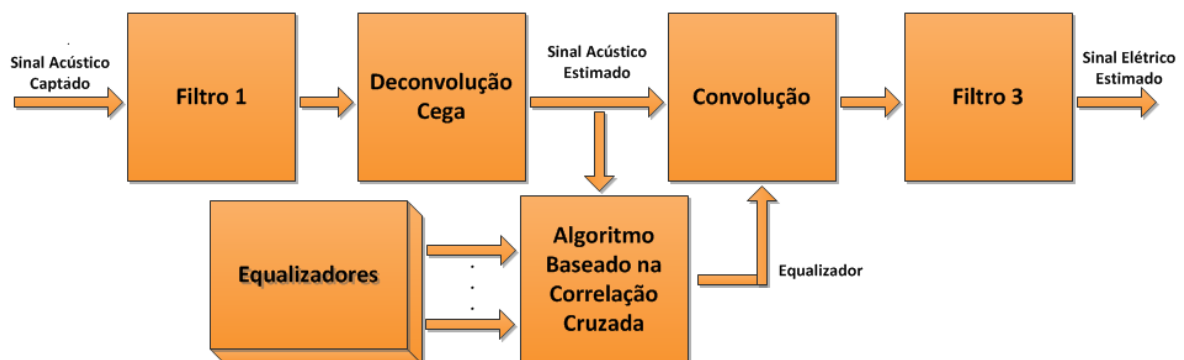 Sinal Acústico
Captado
Filtro 1
Deconvolução
Cega
Sinal Acústico
Estimado
Convolução
Filtro 3
Sinal Elétrico
Estimado
Equalizadores
Algoritmo
Baseado na
Correlação
Cruzada
Equalizador